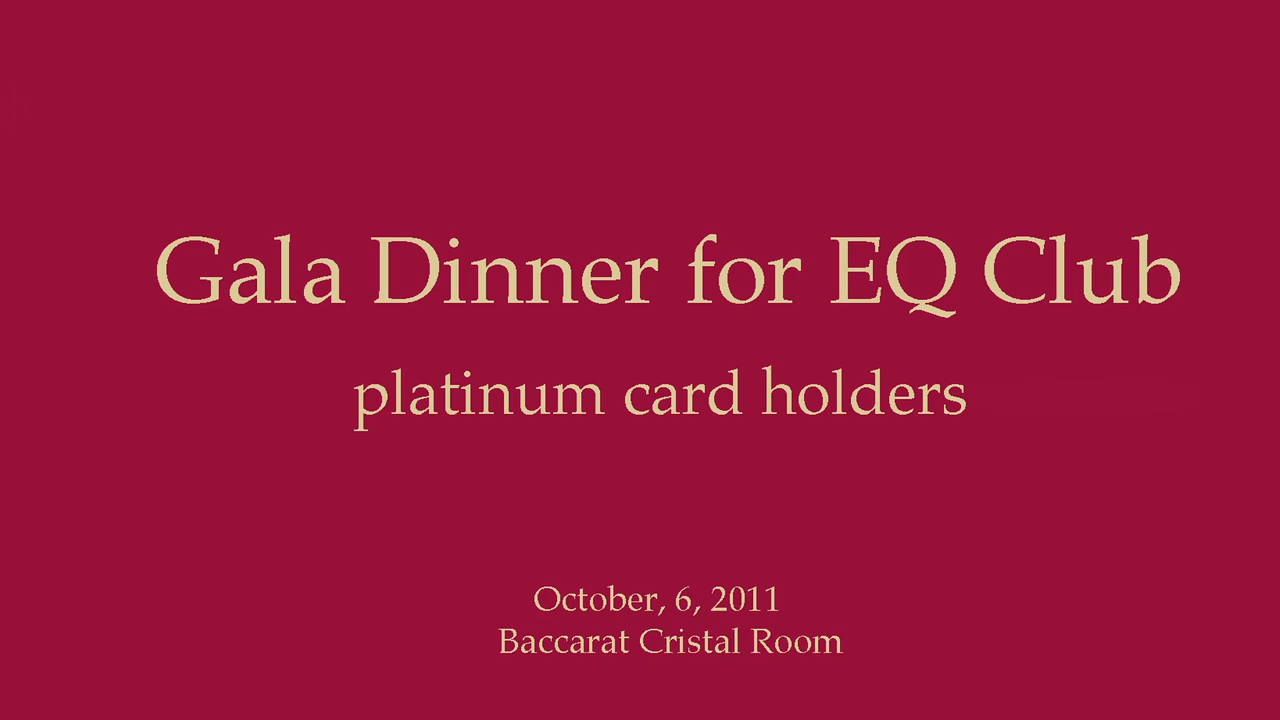 Gala Dinner for EQ Club
platinum card holders
October, 6, 2011
Baccarat Cristal Room